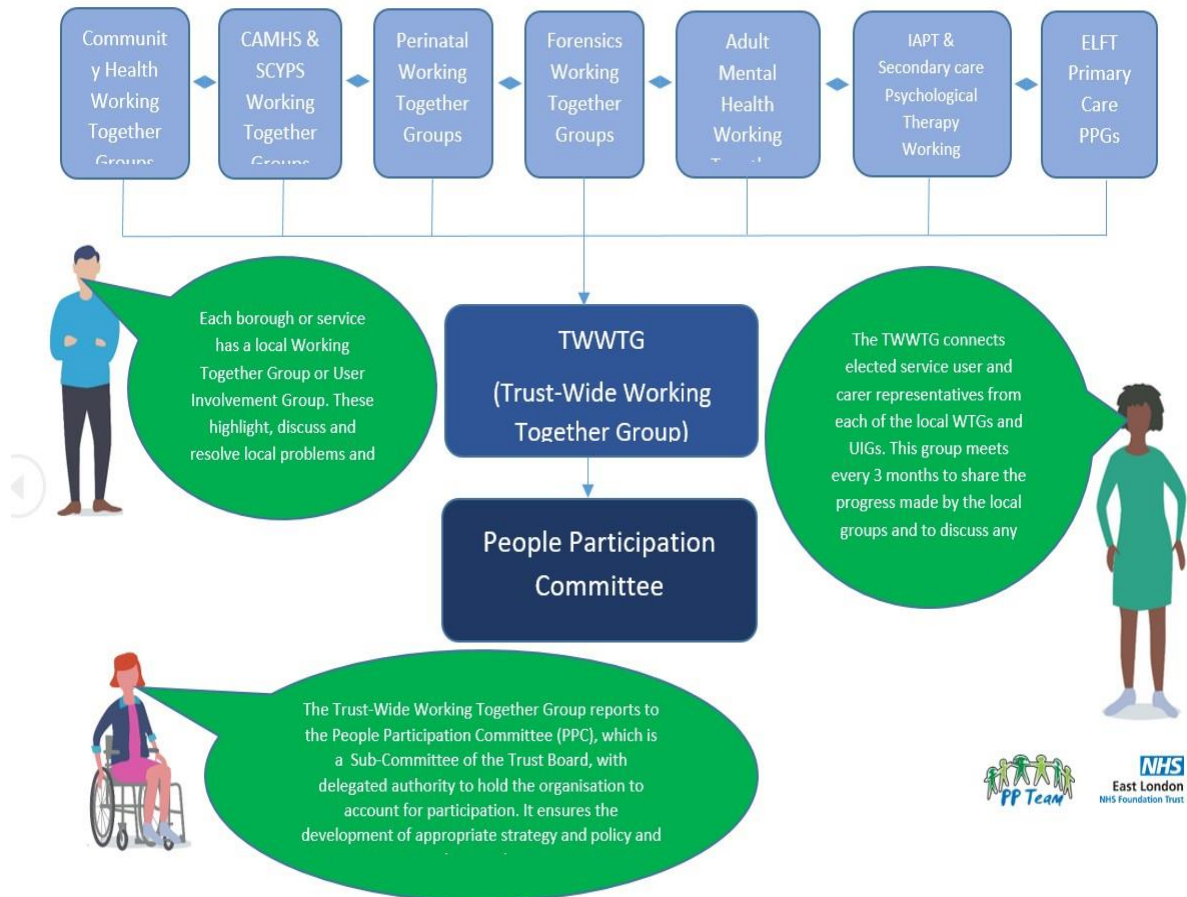 Communit
y Health
Working
Together
Groups
CAMHS &
SCYPS
Working
Together
Groups
Perinatal
Working
Together
Groups
Forensics
Working
Together
Groups
Adult
Mental
Health
Working
Together
IAPT &
Secondary care
Psychological
Therapy
Working
ELFT
Primary
Care
PPGs
Each borough or service
has a local Working
Together Group or User
Involvement Group. These
highlight, discuss and
resolve local problems and
TWWTG
(Trust-Wide Working
Together Group)
The TWWTG connects
elected service user and
carer representatives from
each of the local WTGs and
UIGs. This group meets
every 3 months to share the
progress made by the local
groups and to discuss any
People Participation
Committee
The Trust-Wide Working Together Group reports to
the People Participation Committee (PPC), which is
a Sub-Committee of the Trust Board, with
delegated authority to hold the organisation to
account for participation. It ensures the
development of appropriate strategy and policy and
PP Team
NHS
East London
NHS Foundation Trust